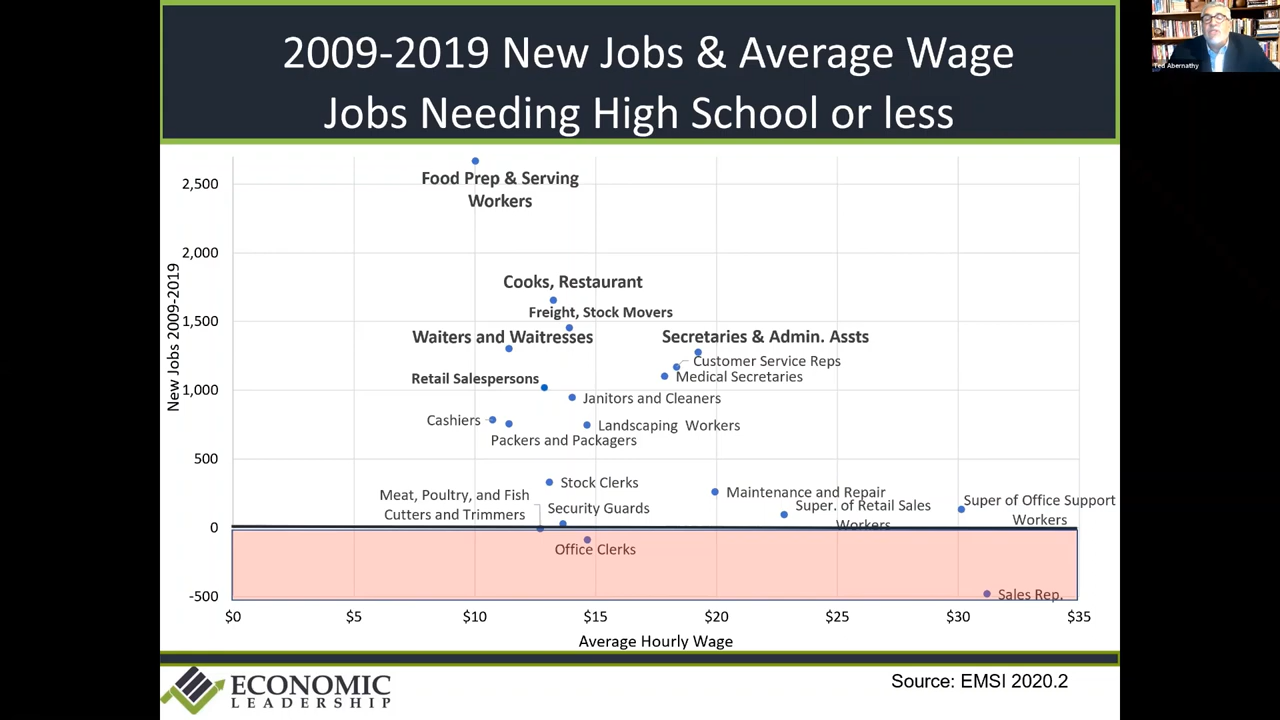 2009-2019 New Jobs & Average Wage
Jobs Needing High School or less
Ted Abernathy
New Jobs 2009-2019
2,500
2,000
1,500
1,000
500
0
-500
Food Prep & Serving
Workers
Cooks, Restaurant
Freight, Stock Movers
Waiters and Waitresses
Secretaries & Admin. Assts
Customer Service Reps
Medical Secretaries
Retail Salespersons
Janitors and Cleaners
Cashiers
Landscaping Workers
Packers and Packagers
Stock Clerks
Maintenance and Repair
Meat, Poultry, and Fish
Cutters and Trimmers
Security Guards
Super. of Retail Sales
Workers
Super of Office Support
Workers
Office Clerks
Sales Rep.
$0
$5
$10
$15
$20
$25
$30
$35
Average Hourly Wage
ECONOMIC
LEADERSHIP
Source: EMSI 2020.2